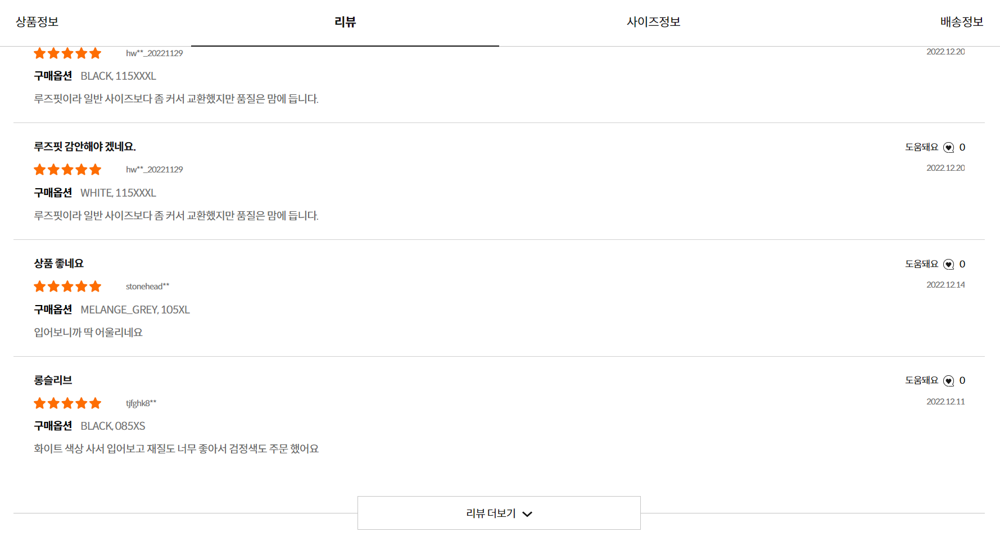 상품정보 리뷰 사이즈정보 배송정보
hw**_20221129 2022.12.20
구매옵션 BLACK, 115XXXL
루즈핏이라 일반 사이즈보다 좀 커서 교환했지만 품질은 맘에 듭니다.
루즈핏 감안해야 겠네요. 도움돼요 0
hw**_20221129 2022.12.20
구매옵션 WHITE, 115XXXL
루즈핏이라 일반 사이즈보다 좀 커서 교환했지만 품질은 맘에 듭니다.
상품 좋네요 도움돼요 0
stonehead** 2022.12.14
구매옵션 MELANGE_GREY, 105XL
입어보니까 딱 어울리네요
롱슬리브 도움돼요 0
tjfghk8** 2022.12.11
구매옵션 BLACK, 085XS
화이트 색상 사서 입어보고 재질도 너무 좋아서 검정색도 주문 했어요
리뷰 더보기